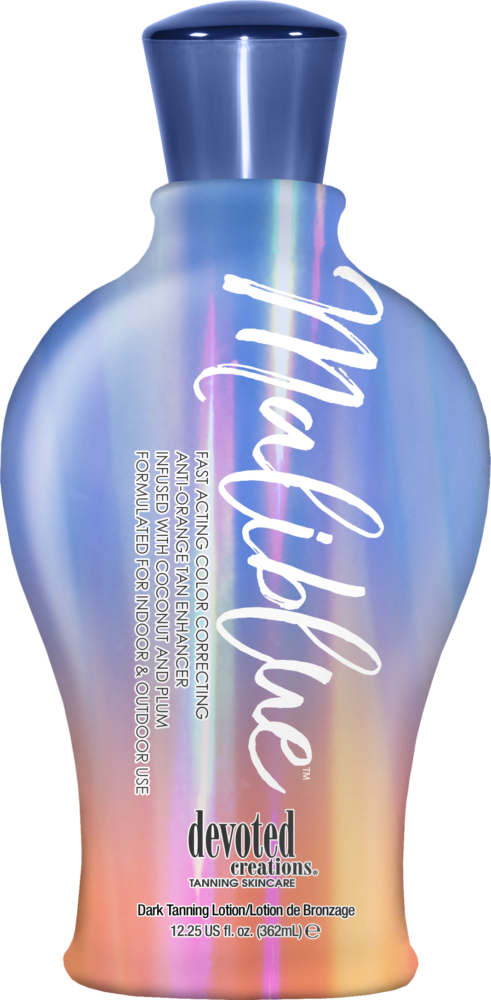 Malibblue™
FAST ACTING COLOR CORRECTING
ANTI-ORANGE TAN ENHANCER
INFUSED WITH COCONUT AND PLUM
FORMULATED FOR INDOOR & OUTDOOR USE
devoted
creations®
TANNING SKINCARE
Dark Tanning Lotion/Lotion de Bronzage
12.25 US fl. oz. (362mL) ℮